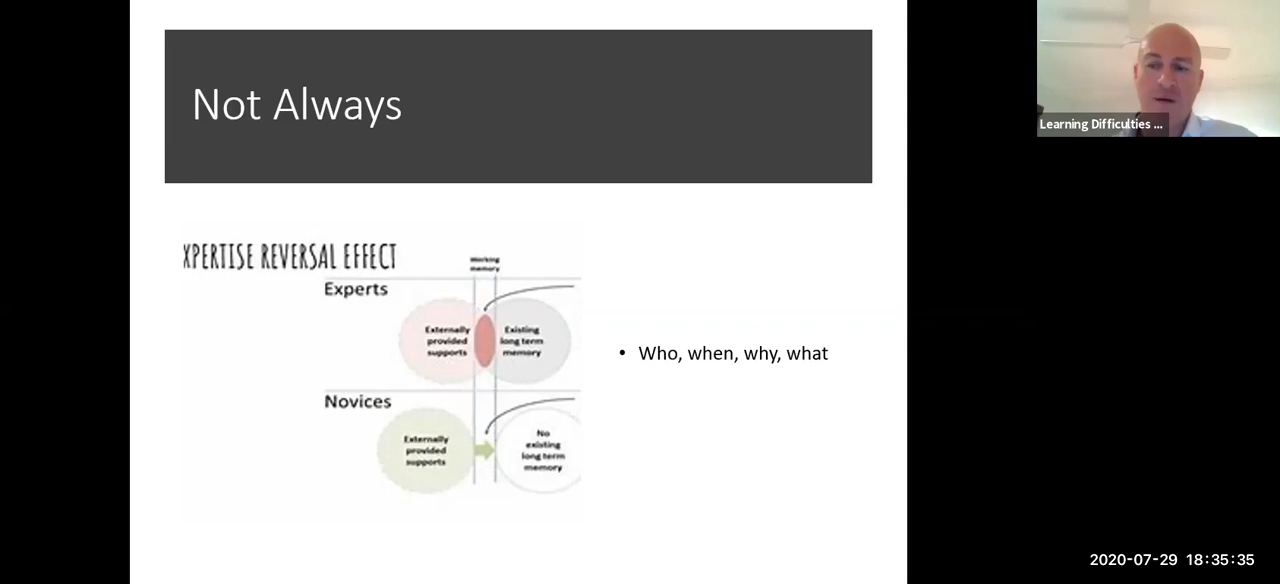 Not Always
XPERTISE REVERSAL EFFECT
Working
memory
Experts
Externally
provided
supports
Existing
long term
memory
Novices
Externally
provided
supports
No
existing
long term
memory
• Who, when, why, what
Learning Difficulties ...
2020-07-29 18:35:35